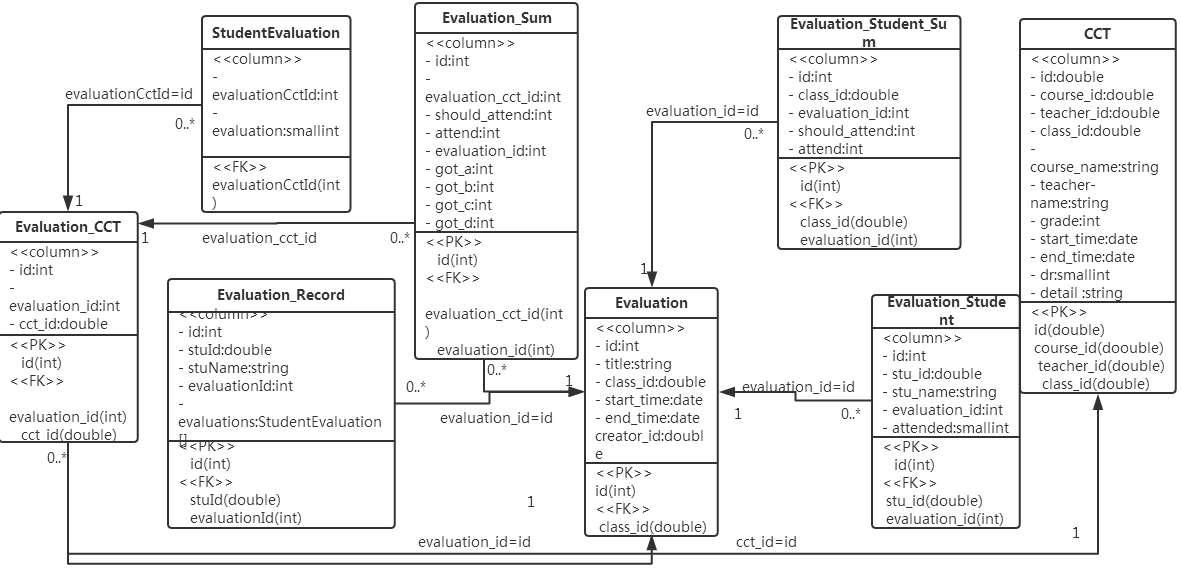 StudentEvaluation
<<column>>
-
evaluationCctId:int
-
evaluation:smallint
<<FK>>
evaluationCctId(int
)
evaluationCctId=id
0..*
1
Evaluation_Sum
<<column>>
- id:int
-
evaluation_cct_id:int
- should_attend:int
- attend:int
- evaluation_id:int
- got_a:int
- got_b:int
- got_c:int
- got_d:int
<<PK>>
id(int)
<<FK>>
evaluation_cct_id(int
)
evaluation_id(int)
Evaluation_Student_Su
m
<<column>>
- id:int
- class_id:double
- evaluation_id:int
- should_attend:int
- attend:int
<<PK>>
id(int)
<<FK>>
class_id(double)
evaluation_id(int)
evaluation_id=id
0..*
1
CCT
<<column>>
- id:double
- course_id:double
- teacher_id:double
- class_id:double
-
course_name:string
- teacher-
name:string
- grade:int
- start_time:date
- end_time:date
- dr:smallint
- detail :string
<<PK>>
id(double)
course_id(doouble)
teacher_id(double)
class_id(double)
Evaluation_CCT
<<column>>
- id:int
-
evaluation_id:int
- cct_id:double
<<PK>>
id(int)
<<FK>>
evaluation_id(int)
cct_id(double)
1
evaluation_cct_id
0..*
Evaluation_Record
<<column>>
- id:int
- stuId:double
- stuName:string
- evaluationId:int
-
evaluations:StudentEvaluation
[]
<<PK>>
id(int)
<<FK>>
stuId(double)
evaluationId(int)
0..*
0..*
1
evaluation_id=id
Evaluation
<<column>>
- id:int
- title:string
- class_id:double
- start_time:date
- end_time:date
creator_id:doubl
e
<<PK>>
id(int)
<<FK>>
class_id(double)
evaluation_id=id
1
0..*
Evaluation_Stude
nt
<<column>>
- id:int
- stu_id:double
- stu_name:string
- evaluation_id:int
- attended:smallint
<<PK>>
id(int)
<<FK>>
stu_id(double)
evaluation_id(int)
0..*
1
evaluation_id=id
cct_id=id
1